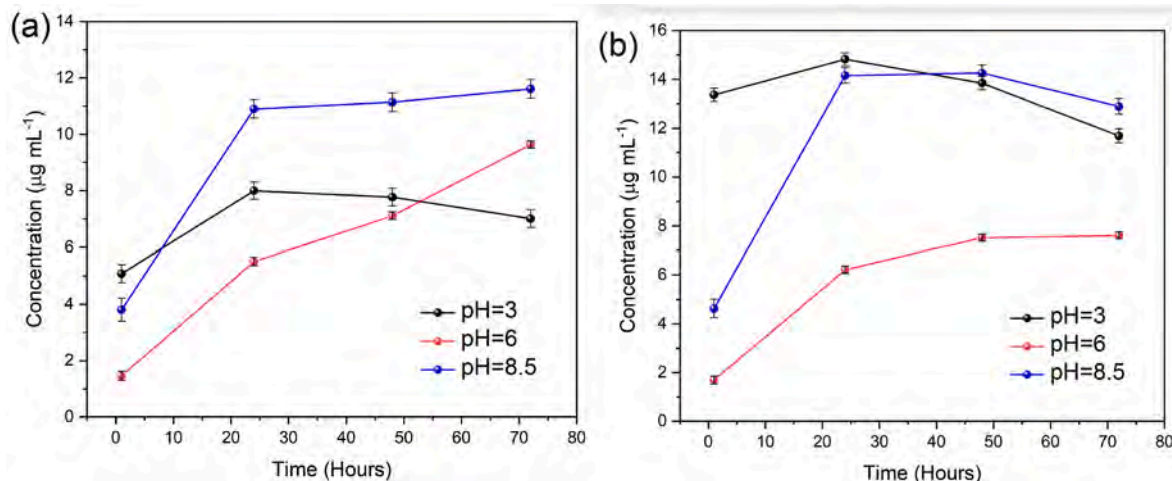 (a)
14
12
10
8
6
4
2
0
Concentration (µg mL⁻¹)
pH=3
pH=6
pH=8.5
0 10 20 30 40 50 60 70 80
Time (Hours)
(b)
16
14
12
10
8
6
4
2
0
Concentration (µg mL⁻¹)
pH=3
pH=6
pH=8.5
0 10 20 30 40 50 60 70 80
Time (Hours)